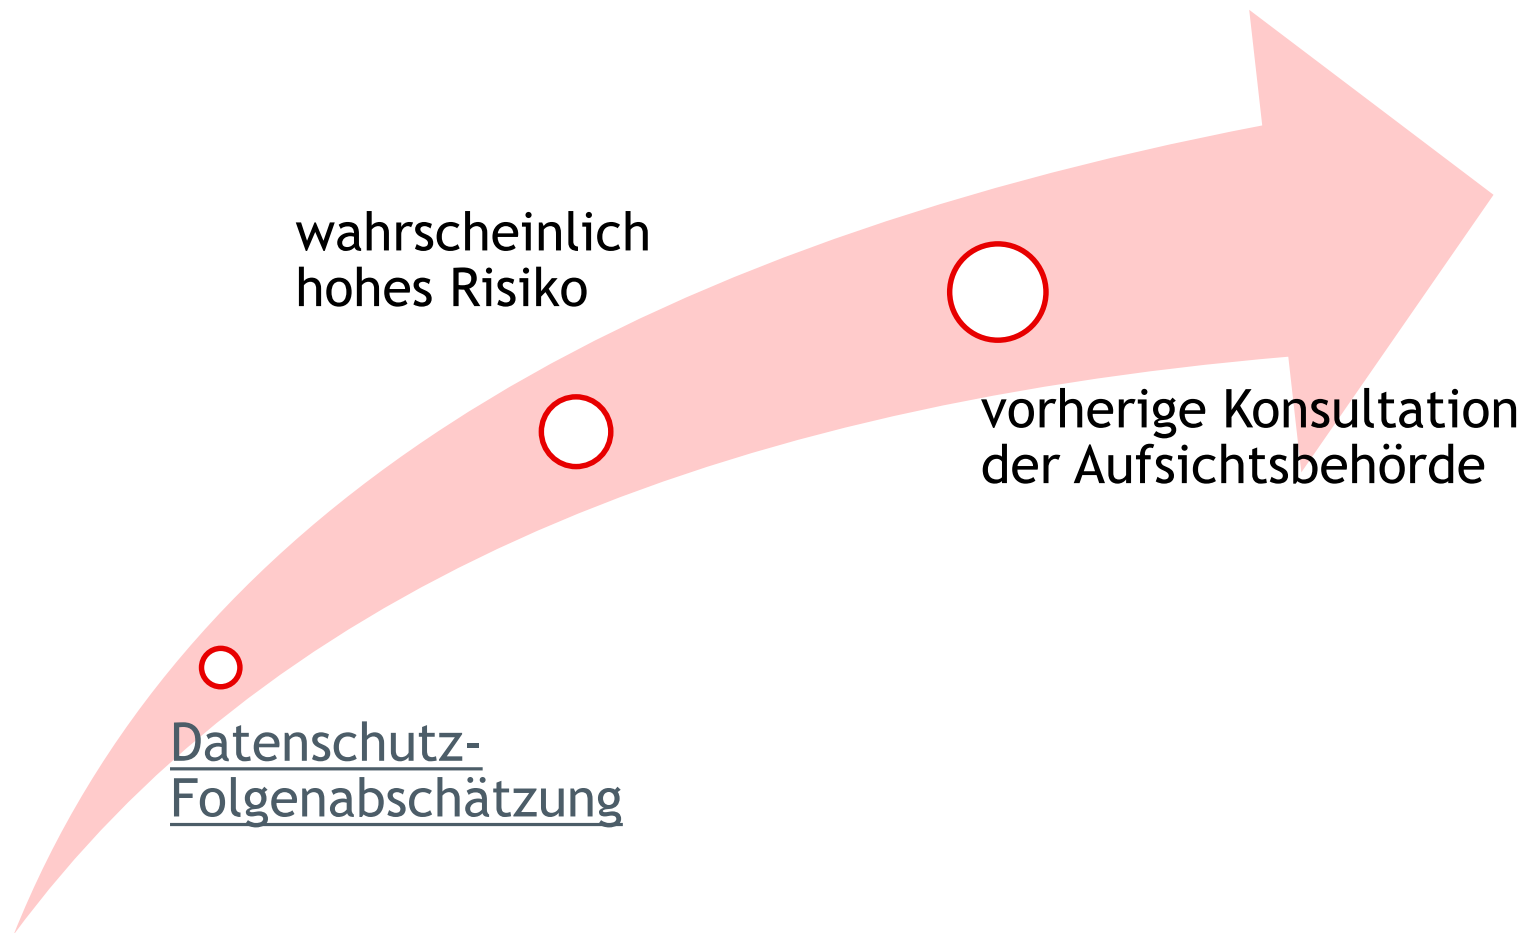 wahrscheinlich
hohes Risiko
vorherige Konsultation
der Aufsichtsbehörde
Datenschutz-
Folgenabschätzung